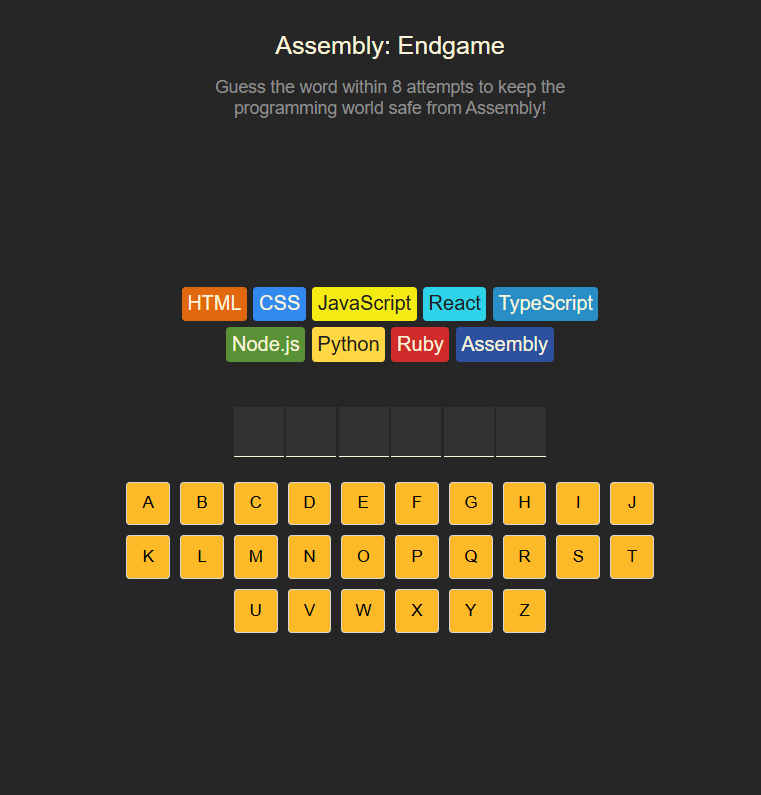 Assembly: Endgame
Guess the word within 8 attempts to keep the
programming world safe from Assembly!
HTML CSS JavaScript React TypeScript
Node.js Python Ruby Assembly
A B C D E F G H I J
K L M N O P Q R S T
U V W X Y Z